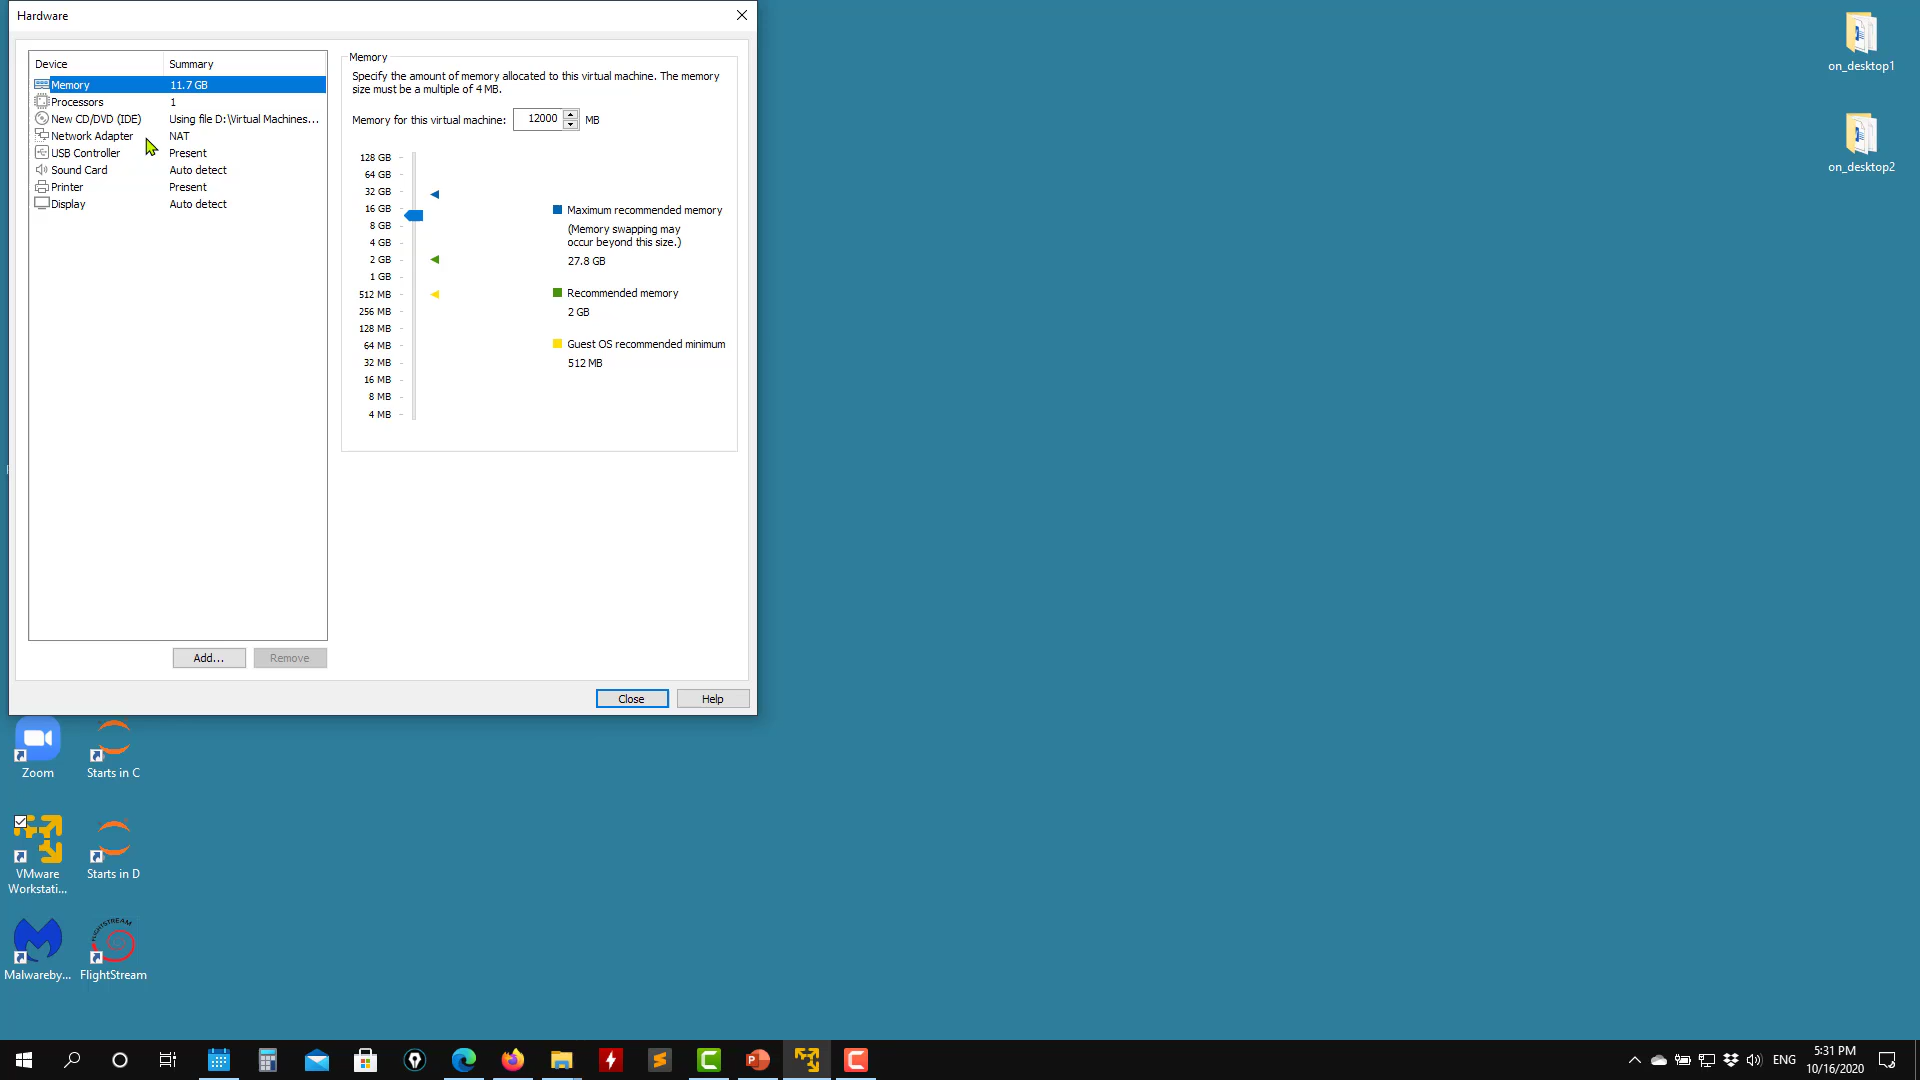 Hardware
Device Summary
Memory 11.7 GB
Processors 1
New CD/DVD (IDE) Using file D:\Virtual Machines...
Network Adapter NAT
USB Controller Present
Sound Card Auto detect
Printer Present
Display Auto detect
Add...
Remove
Memory
Specify the amount of memory allocated to this virtual machine. The memory
size must be a multiple of 4 MB.
Memory for this virtual machine: 12000 MB
128 GB
64 GB
32 GB
16 GB
8 GB
4 GB
2 GB
1 GB
512 MB
256 MB
128 MB
64 MB
32 MB
16 MB
8 MB
4 MB
Maximum recommended memory
(Memory swapping may
occur beyond this size.)
27.8 GB
Recommended memory
2 GB
Guest OS recommended minimum
512 MB
Close
Help
on_desktop1
on_desktop2
Zoom
Starts in C
VMware
Workstati...
Starts in D
Malwareby...
FLIGHTSTREAM
FlightStream
ENG
5:31 PM
10/16/2020